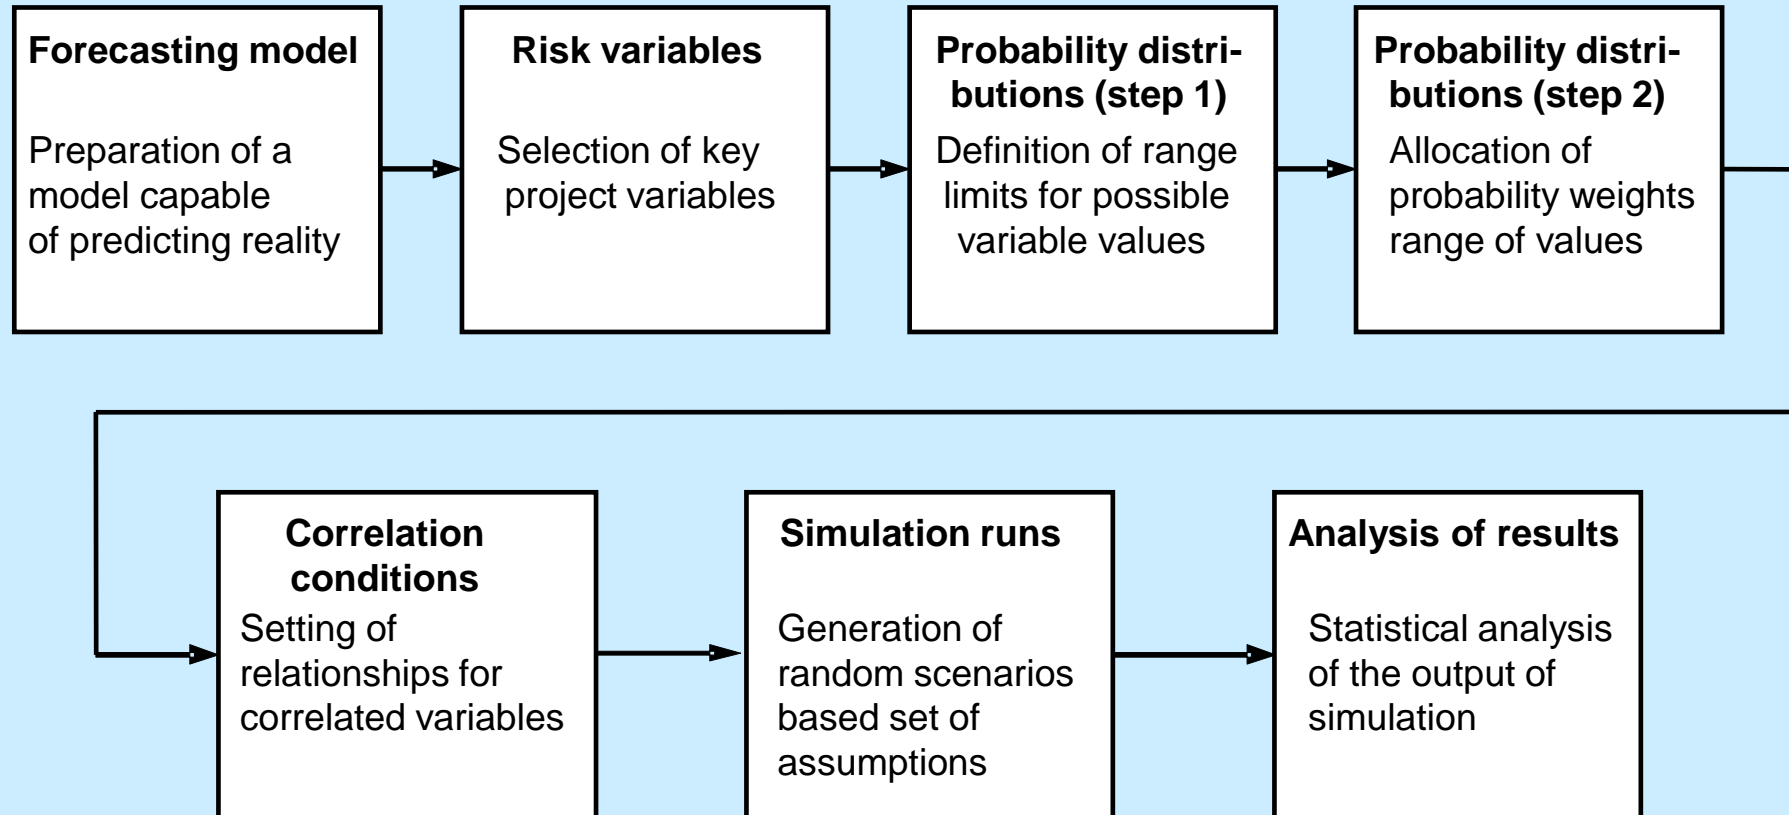 Forecasting model
Preparation of a
model capable
of predicting reality
Risk variables
Selection of key
project variables
Probability distri-
butions (step 1)
Definition of range
limits for possible
variable values
Probability distri-
butions (step 2)
Allocation of
probability weights
range of values
Correlation
conditions
Setting of
relationships for
correlated variables
Simulation runs
Generation of
random scenarios
based set of
assumptions
Analysis of results
Statistical analysis
of the output of
simulation